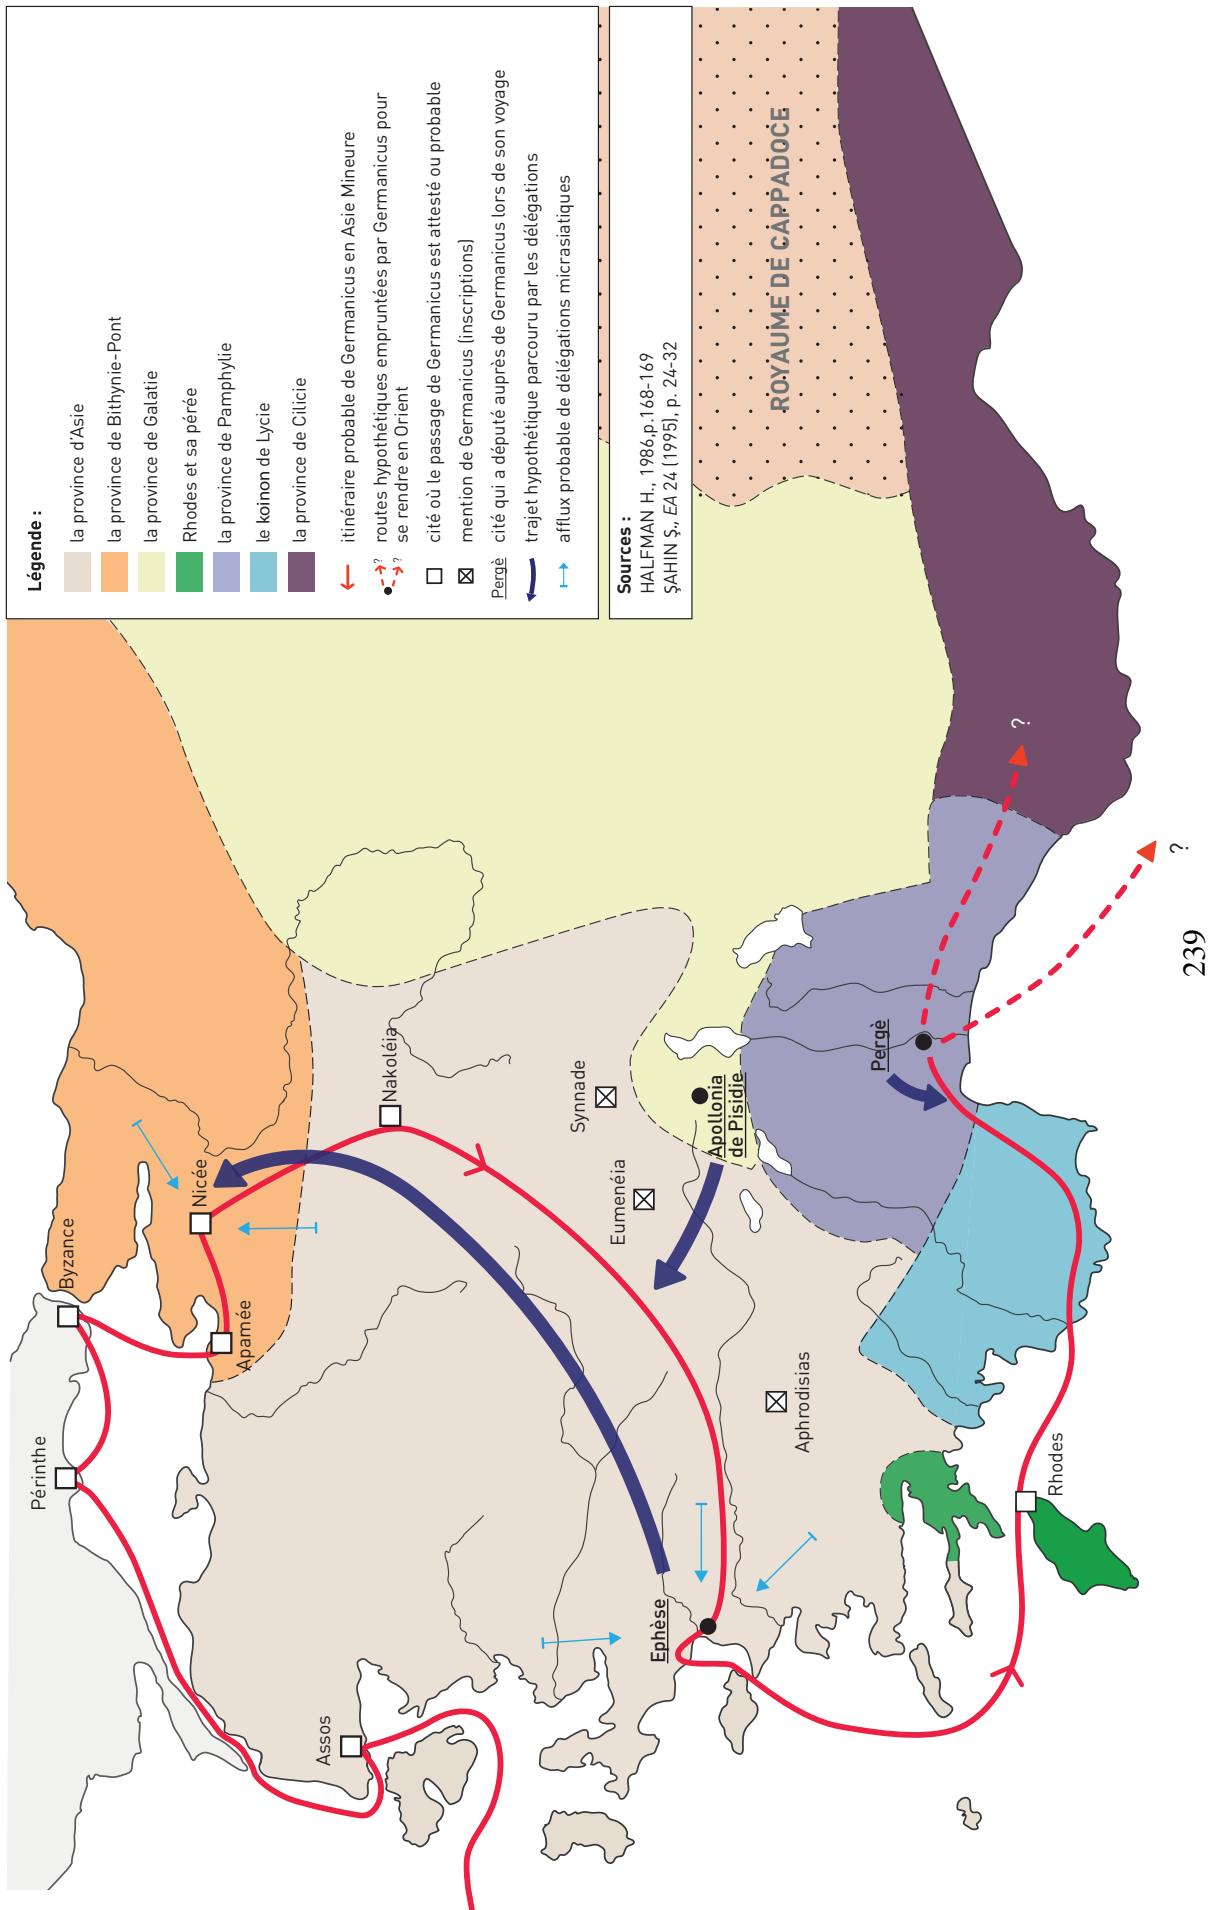 Légende :
la province d'Asie
la province de Bithynie-Pont
la province de Galatie
Rhodes et sa pérée
la province de Pamphylie
le koinon de Lycie
la province de Cilicie
itinéraire probable de Germanicus en Asie Mineure
? ?
routes hypothétiques empruntées par Germanicus pour
se rendre en Orient
cité où le passage de Germanicus est attesté ou probable
mention de Germanicus (inscriptions)
Pergè
cité qui a député auprès de Germanicus lors de son voyage
trajet hypothétique parcouru par les délégations
afflux probable de délégations micrasiatiques
Sources :
HALFMAN H., 1986,p.168-169
ŞAHIN Ş., EA 24 (1995), p. 24-32
ROYAUME DE CAPPADOCE
Périnthe
Byzance
Apamée
Nicée
Nakoléia
Assos
Synnade
Eumenéia
Apollonia
de Pisidie
Ephèse
Aphrodisias
Pergè
Rhodes
?
?
239